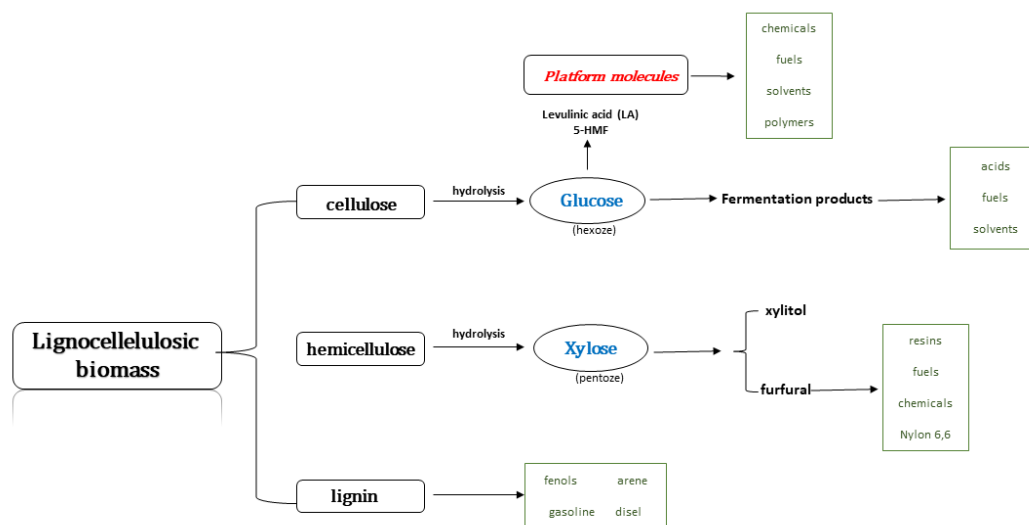 chemicals
fuels
solvents
polymers
Platform molecules
Levulinic acid (LA)
5-HMF
cellulose
hydrolysis
Glucose
(hexoze)
Fermentation products
acids
fuels
solvents
Lignocellelulosic
biomass
hemicellulose
hydrolysis
Xylose
(pentoze)
xylitol
furfural
resins
fuels
chemicals
Nylon 6,6
lignin
fenols arene
gasoline disel